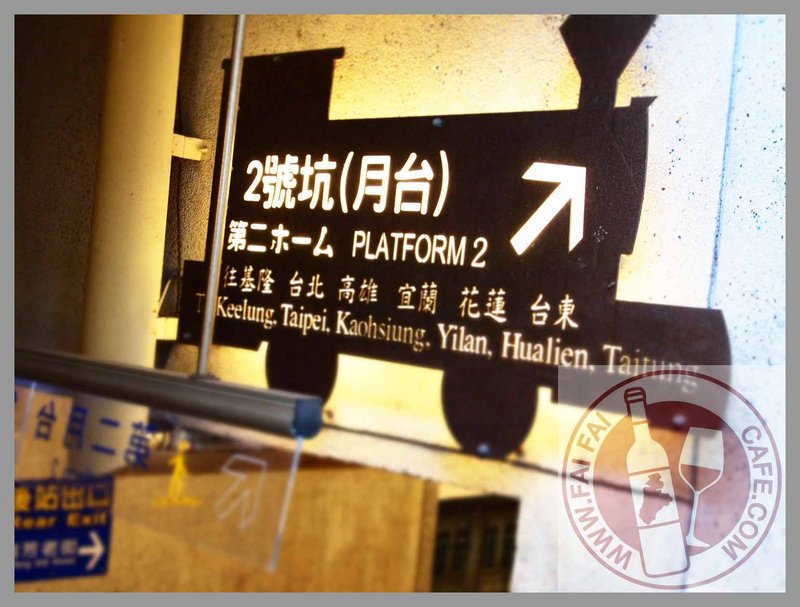 2號坑(月台)
第二ホーム PLATFORM 2
往基隆 台北 高雄 宜蘭 花蓮 台東
To Keelung, Taipei, Kaohsiung, Yilan, Hualien, Taitung
後站出口
Rear Exit
WWW.FAI FAI CAFE.COM